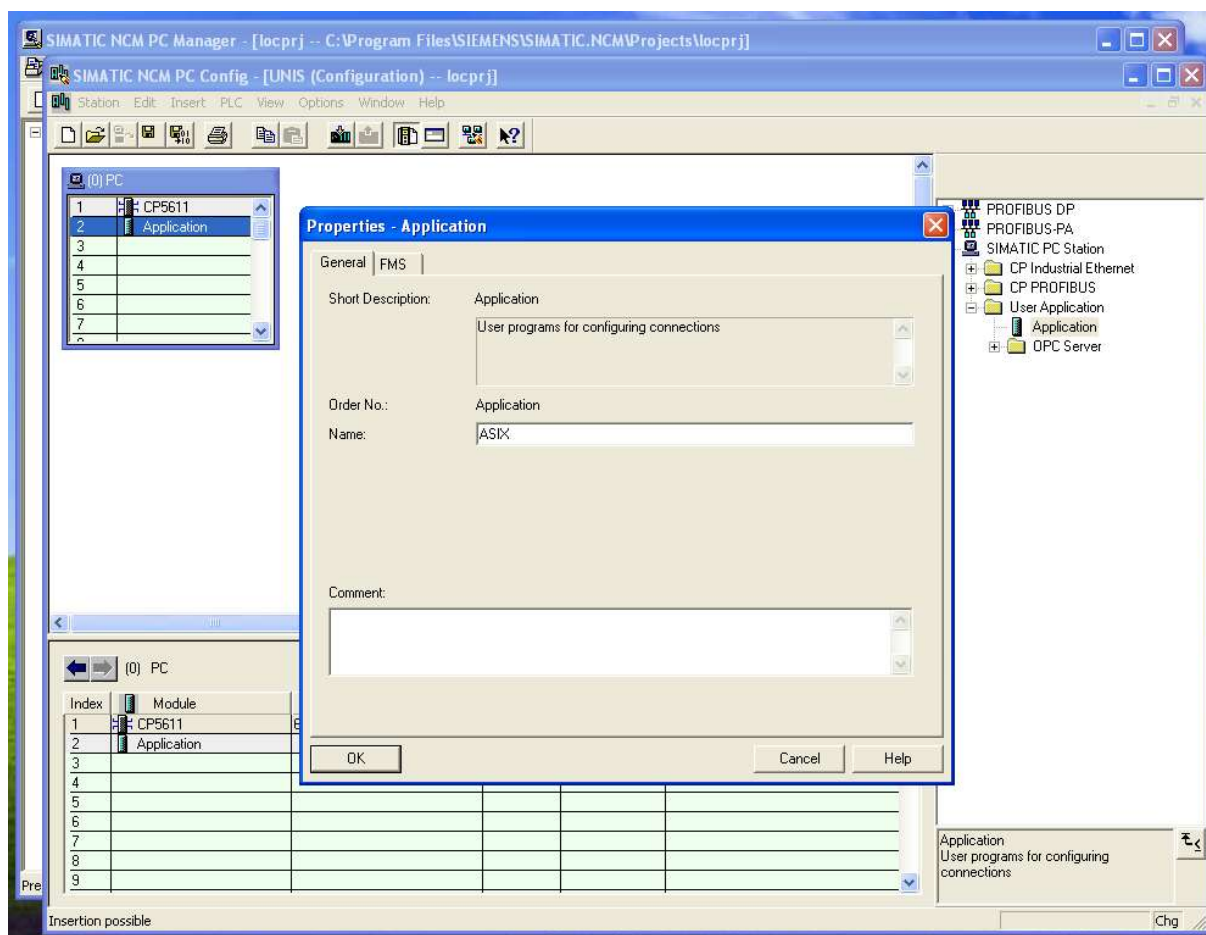 SIMATIC NCM PC Manager - [locprj -- C:\Program Files\SIEMENS\SIMATIC.NCM\Projects\locprj]
SIMATIC NCM PC Config - [UNIS (Configuration) -- locprj]
Station Edit Insert PLC View Options Window Help
(0) PC
1 CP5611
2 Application
3
4
5
6
7
Properties - Application
General FMS
Short Description: Application
User programs for configuring connections
Order No.: Application
Name: ASIX
Comment:
OK Cancel Help
PROFIBUS DP
PROFIBUS-PA
SIMATIC PC Station
CP Industrial Ethernet
CP PROFIBUS
User Application
Application
OPC Server
(0) PC
Index Module
1 CP5611 6
2 Application
3
4
5
6
7
8
9
Application
User programs for configuring
connections
Pre
Insertion possible Chg